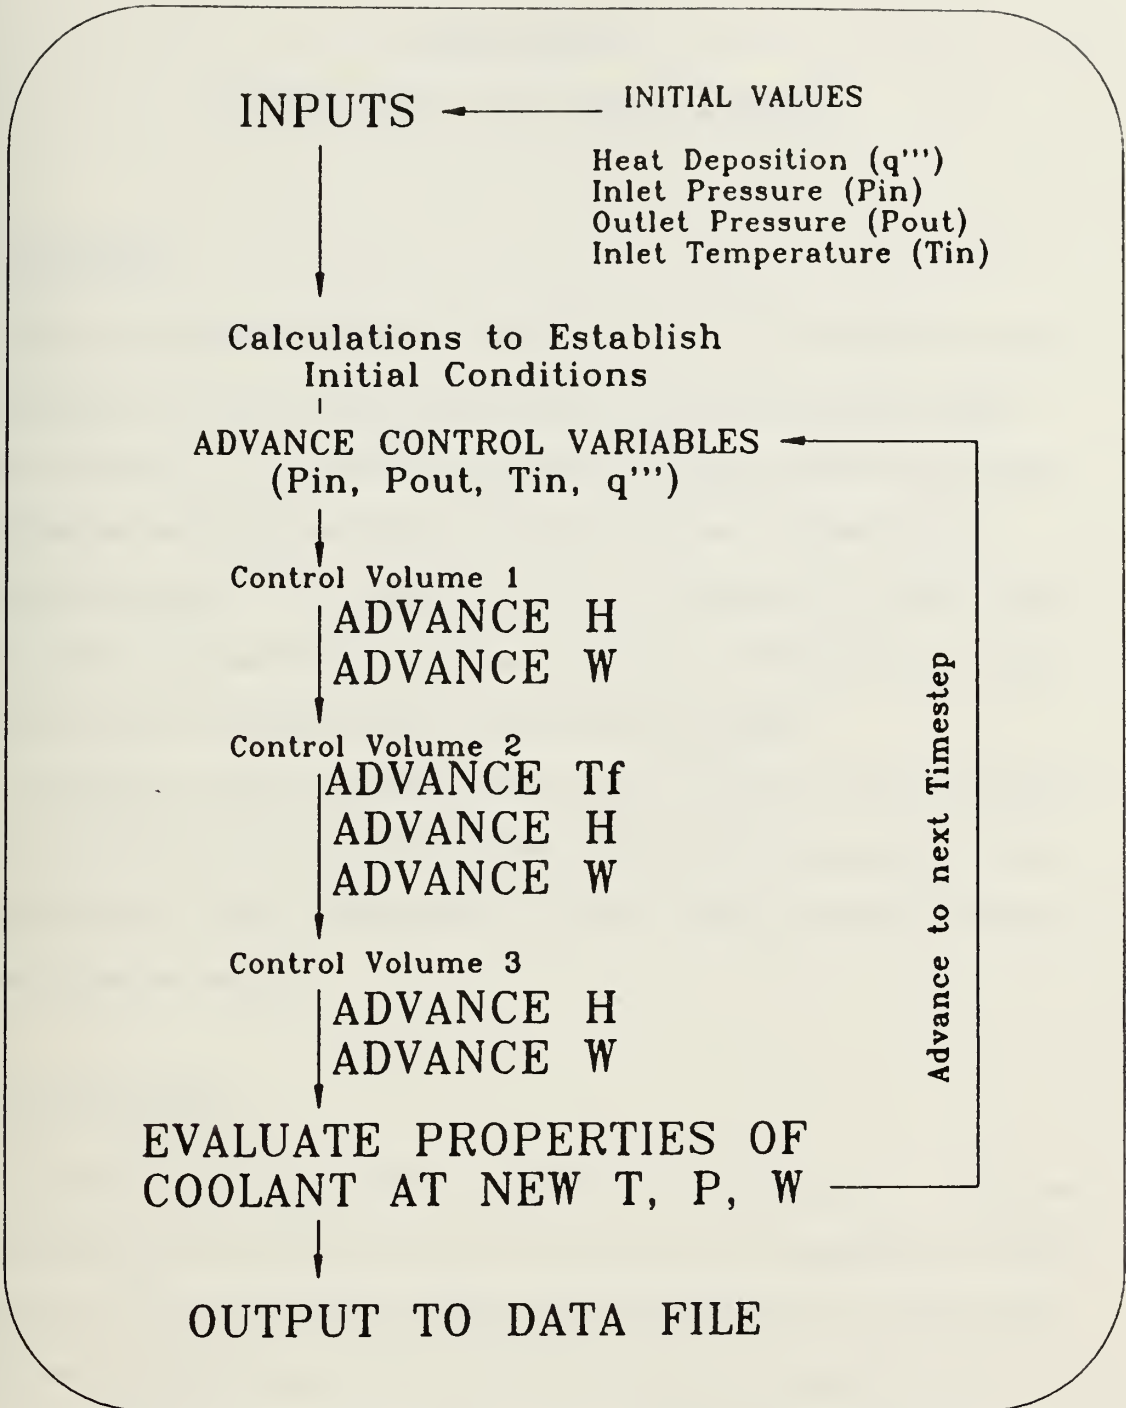 INPUTS
INITIAL VALUES
Heat Deposition (q''')
Inlet Pressure (Pin)
Outlet Pressure (Pout)
Inlet Temperature (Tin)
Calculations to Establish
Initial Conditions
ADVANCE CONTROL VARIABLES
(Pin, Pout, Tin, q''')
Control Volume 1
ADVANCE H
ADVANCE W
Control Volume 2
ADVANCE Tf
ADVANCE H
ADVANCE W
Control Volume 3
ADVANCE H
ADVANCE W
Advance to next Timestep
EVALUATE PROPERTIES OF
COOLANT AT NEW T, P, W
OUTPUT TO DATA FILE